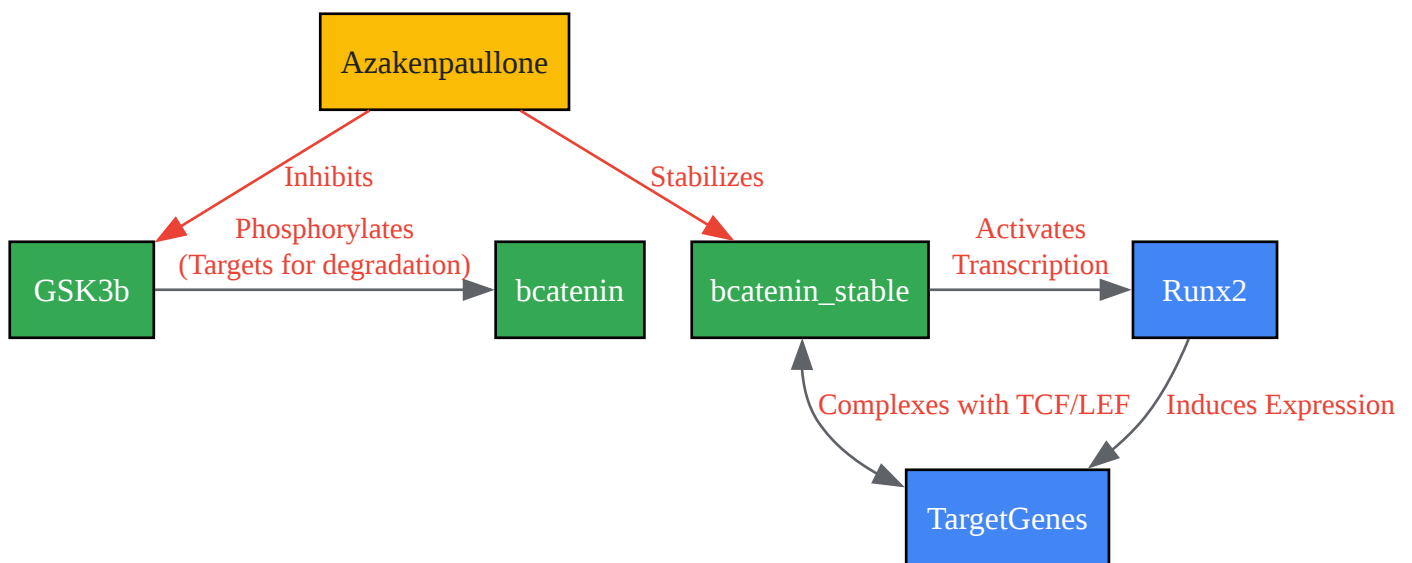 Azakenpaullone
Inhibits
Stabilizes
Phosphorylates
(Targets for degradation)
Activates
Transcription
GSK3b
bcatenin
bcatenin_stable
Runx2
Complexes with TCF/LEF
Induces Expression
TargetGenes